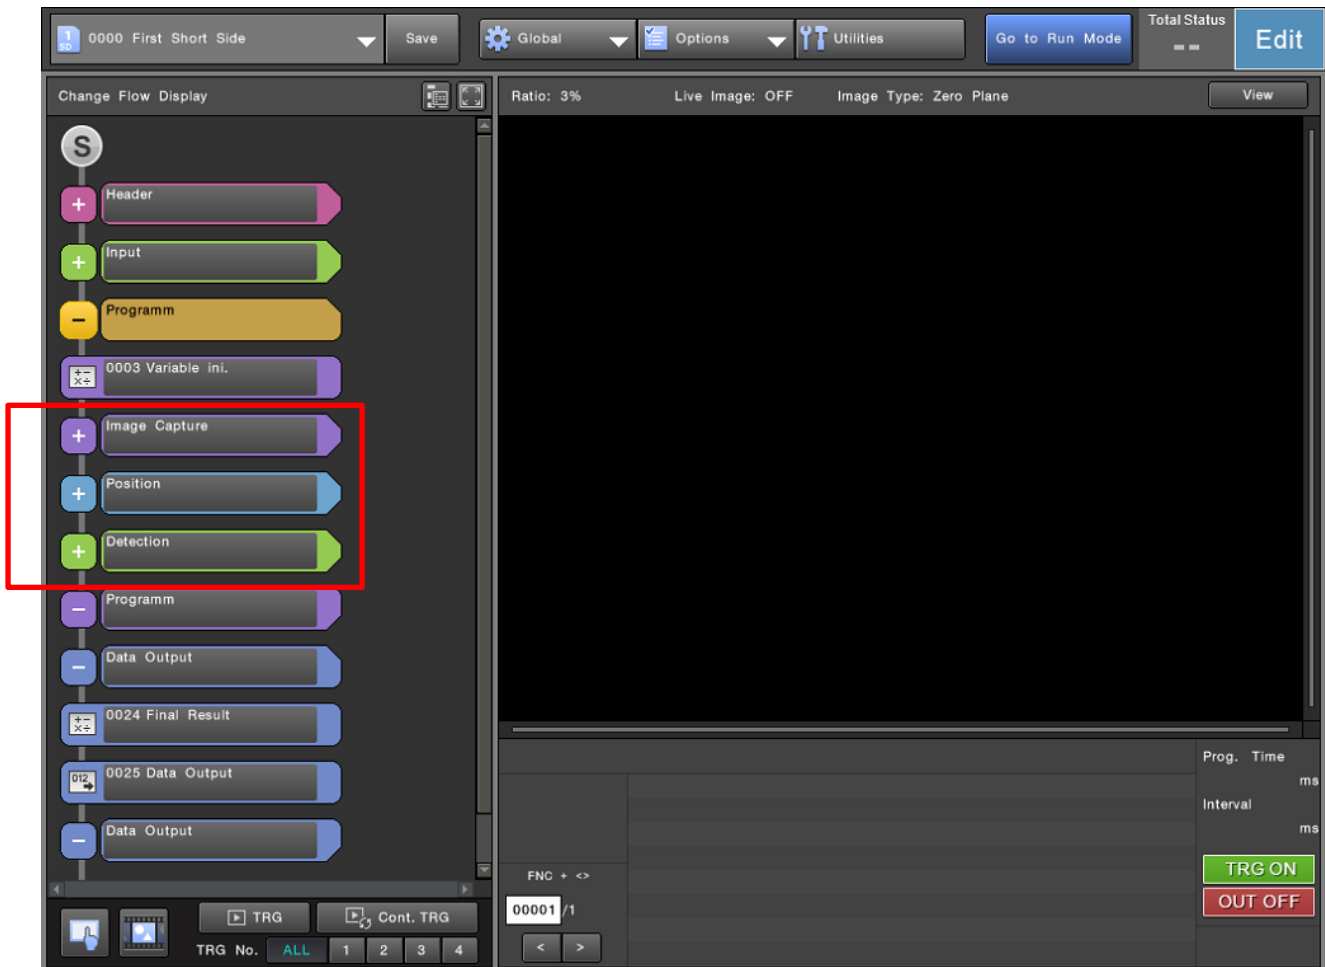 1
SD
0000 First Short Side
Save
Global
Options
Utilities
Go to Run Mode
Total Status
--
Edit
Change Flow Display
Ratio: 3%
Live Image: OFF
Image Type: Zero Plane
View
S
+ Header
+ Input
- Programm
+- ×÷ 0003 Variable ini.
+ Image Capture
+ Position
+ Detection
- Programm
- Data Output
+- ×÷ 0024 Final Result
012 0025 Data Output
- Data Output
Prog. Time
ms
Interval
ms
FNC + <>
TRG ON
00001 /1
OUT OFF
< >
TRG
Cont. TRG
TRG No. ALL 1 2 3 4